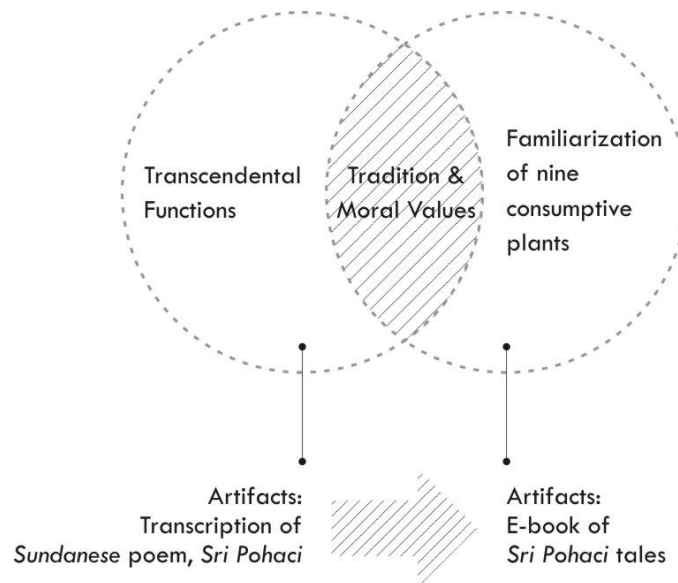 Transcendental
Functions
Tradition &
Moral Values
Familiarization
of nine
consumptive
plants
Artifacts:
Transcription of
Sundanese poem, Sri Pohaci
Artifacts:
E-book of
Sri Pohaci tales